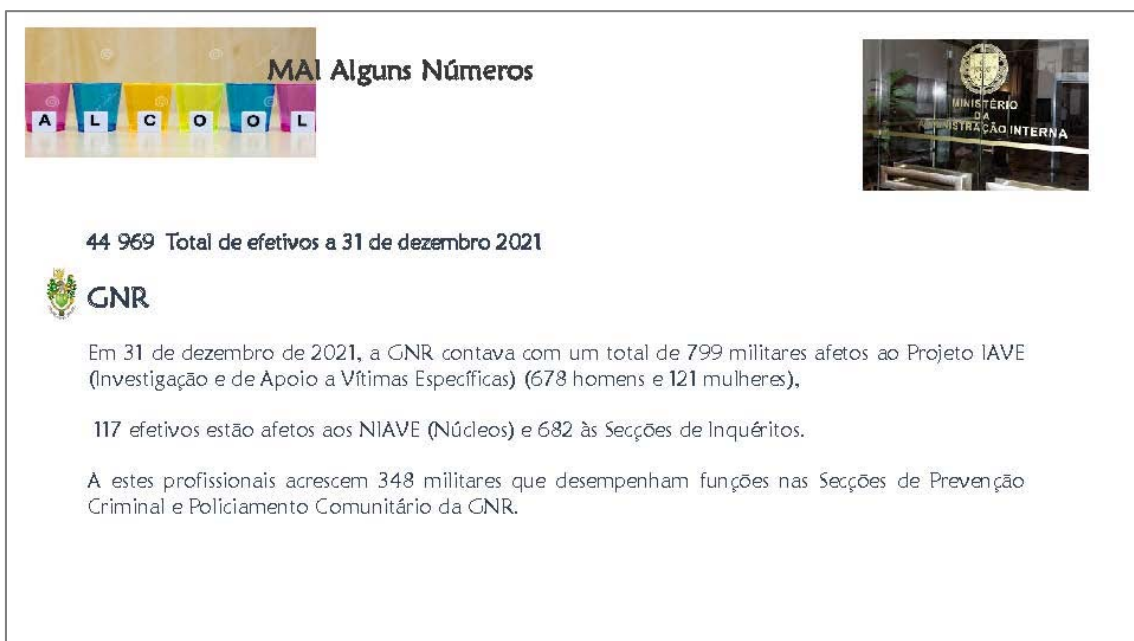 MAI Alguns Números
A L C O O L
MINISTÉRIO
DA
ADMINISTRAÇÃO INTERNA
44 969 Total de efetivos a 31 de dezembro 2021
GNR
Em 31 de dezembro de 2021, a GNR contava com um total de 799 militares afetos ao Projeto IAVE
(Investigação e de Apoio a Vítimas Específicas) (678 homens e 121 mulheres),
117 efetivos estão afetos aos NIAVE (Núcleos) e 682 às Secções de Inquéritos.
A estes profissionais acrescem 348 militares que desempenham funções nas Secções de Prevenção
Criminal e Policiamento Comunitário da GNR.